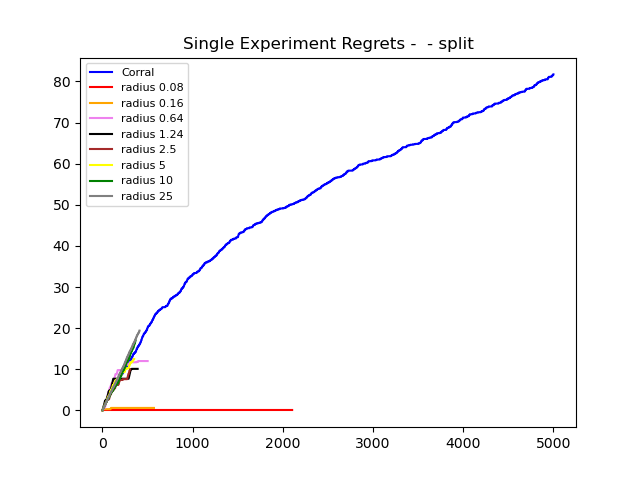 Single Experiment Regrets -  - split
Corral
radius 0.08
radius 0.16
radius 0.64
radius 1.24
radius 2.5
radius 5
radius 10
radius 25
80
70
60
50
40
30
20
10
0
0 1000 2000 3000 4000 5000